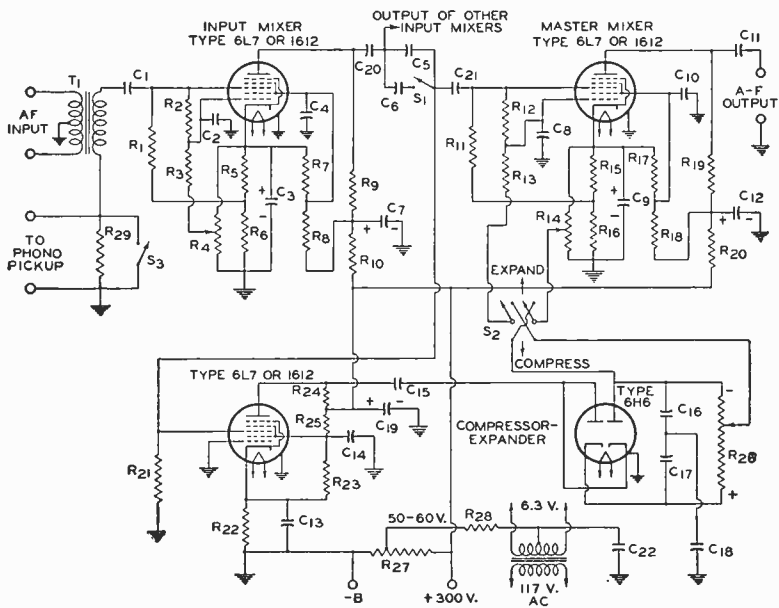 INPUT MIXER
TYPE 6L7 OR 1612
OUTPUT OF OTHER
INPUT MIXERS
MASTER MIXER
TYPE 6L7 OR 1612
C11
T1
C1
C20
C5
C21
C10
AF
INPUT
R2
C4
C6
S1
R12
A-F
OUTPUT
C2
C8
R1
R3
R5
R7
R11
R13
R15
R17
R19
C3
R9
C9
+
-
R4
R6
R8
C7
+
-
R14
R16
R18
C12
+
-
TO
PHONO
PICKUP
R29
S3
R10
R20
EXPAND
S2
COMPRESS
TYPE 6L7 OR 1612
R24
C15
TYPE
6H6
-
R25
+
-
C19
COMPRESSOR-
EXPANDER
C16
R26
R21
C14
C17
R23
+
R22
C13
50-60 V.
R28
6.3 V.
C18
R27
C22
-B
+300 V.
117 V.
AC